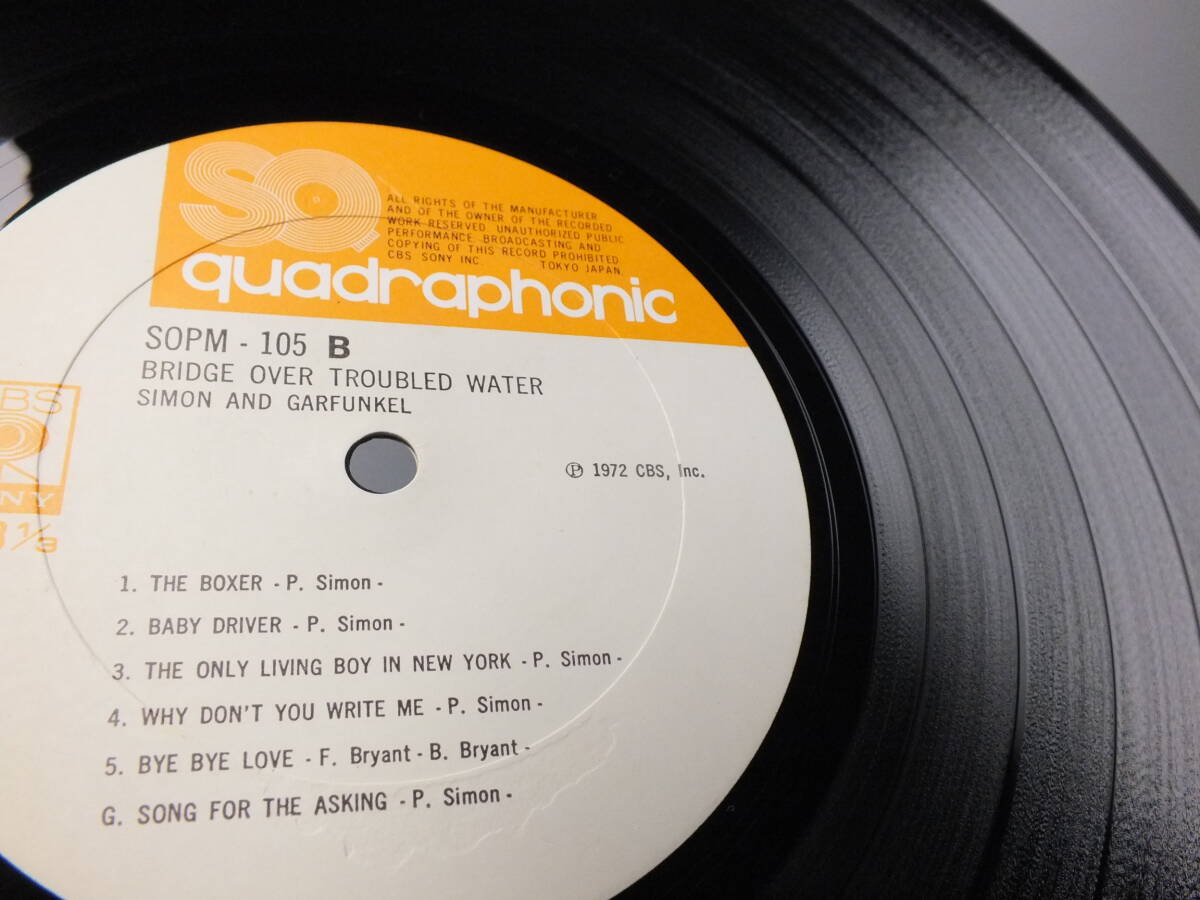 SQ
ALL RIGHTS OF THE MANUFACTURER
AND OF THE OWNER OF THE RECORDED
WORK RESERVED UNAUTHORIZED PUBLIC
PERFORMANCE BROADCASTING AND
COPYING OF THIS RECORD PROHIBITED
CBS SONY INC TOKYO JAPAN
quadraphonic
SOPM - 105 B
BRIDGE OVER TROUBLED WATER
SIMON AND GARFUNKEL
℗ 1972 CBS, Inc.
1. THE BOXER - P. Simon -
2. BABY DRIVER - P. Simon -
3. THE ONLY LIVING BOY IN NEW YORK - P. Simon -
4. WHY DON'T YOU WRITE ME - P. Simon -
5. BYE BYE LOVE - F. Bryant - B. Bryant -
G. SONG FOR THE ASKING - P. Simon -